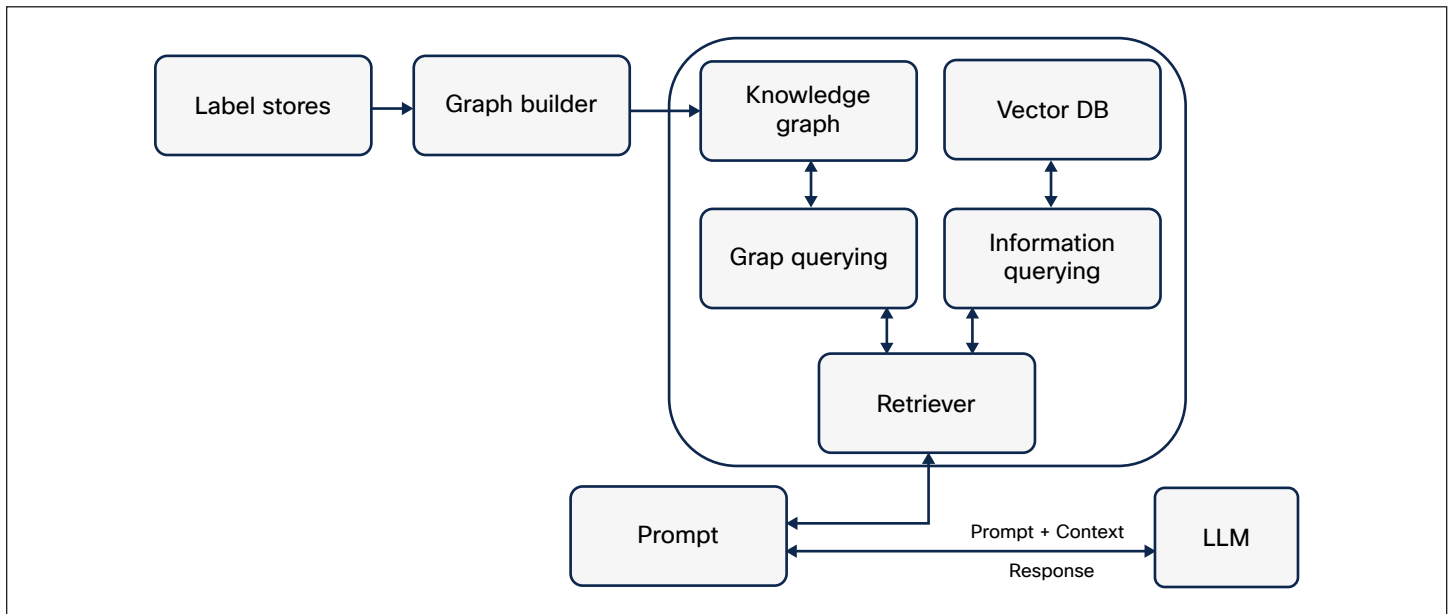 Label stores
Graph builder
Knowledge
graph
Vector DB
Grap querying
Information
querying
Retriever
Prompt
Prompt + Context
Response
LLM